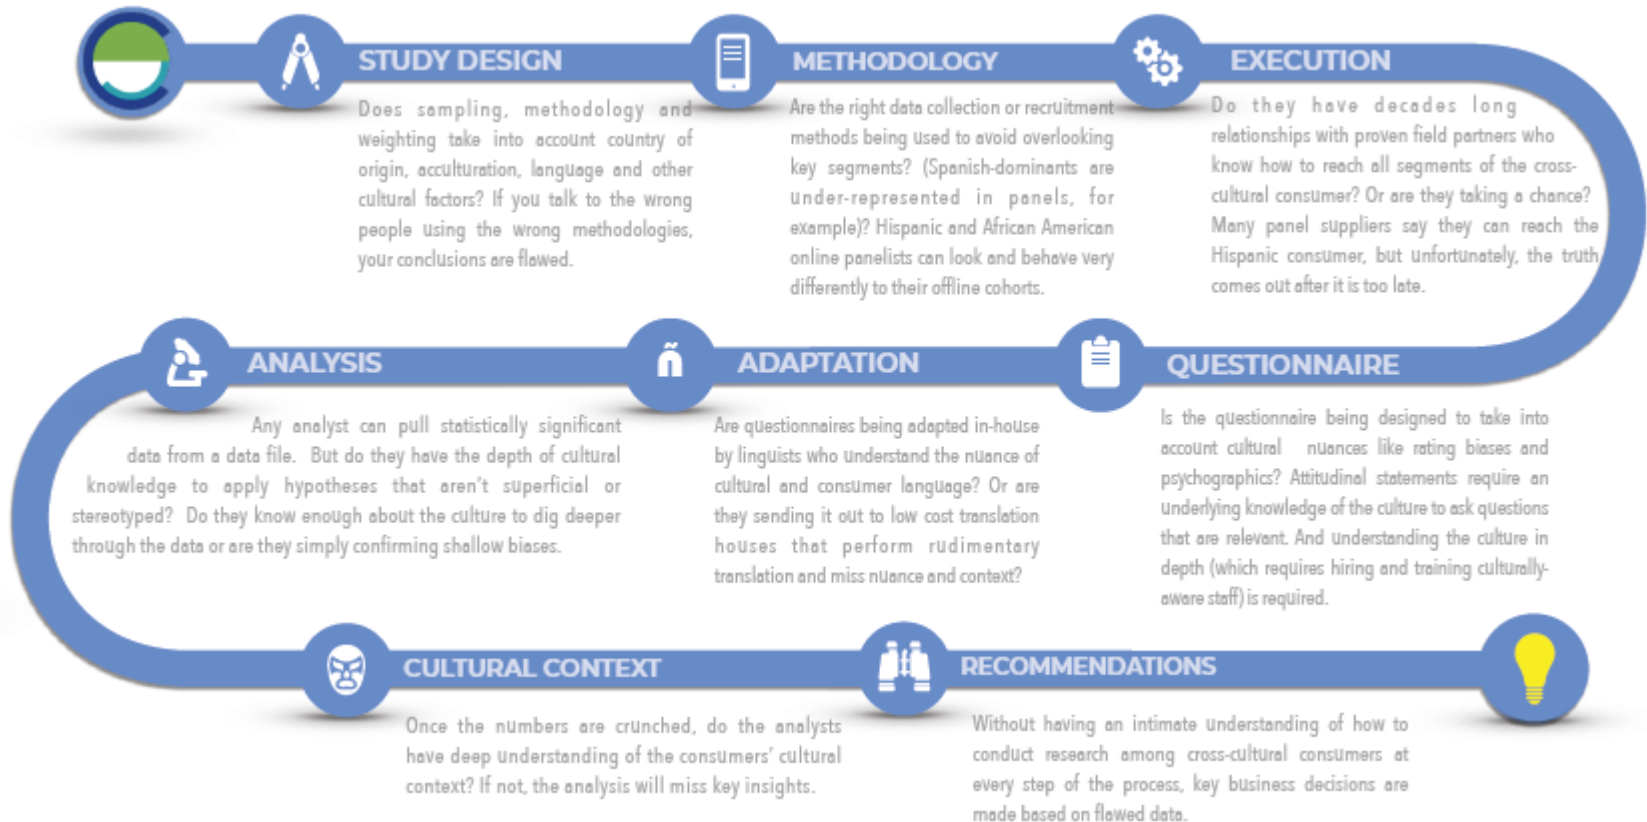 STUDY DESIGN
Does sampling, methodology and
weighting take into account country of
origin, acculturation, language and other
cultural factors? If you talk to the wrong
people using the wrong methodologies,
your conclusions are flawed.
METHODOLOGY
Are the right data collection or recruitment
methods being used to avoid overlooking
key segments? (Spanish-dominants are
under-represented in panels, for
example)? Hispanic and African American
online panelists can look and behave very
differently to their offline cohorts.
EXECUTION
Do they have decades long
relationships with proven field partners who
know how to reach all segments of the cross-
cultural consumer? Or are they taking a chance?
Many panel suppliers say they can reach the
Hispanic consumer, but unfortunately, the truth
comes out after it is too late.
QUESTIONNAIRE
Is the questionnaire being designed to take into
account cultural nuances like rating biases and
psychographics? Attitudinal statements require an
underlying knowledge of the culture to ask questions
that are relevant. And understanding the culture in
depth (which requires hiring and training culturally-
aware staff) is required.
ñ
ADAPTATION
Are questionnaires being adapted in-house
by linguists who understand the nuance of
cultural and consumer language? Or are
they sending it out to low cost translation
houses that perform rudimentary
translation and miss nuance and context?
ANALYSIS
Any analyst can pull statistically significant
data from a data file. But do they have the depth of cultural
knowledge to apply hypotheses that aren't superficial or
stereotyped? Do they know enough about the culture to dig deeper
through the data or are they simply confirming shallow biases.
CULTURAL CONTEXT
Once the numbers are crunched, do the analysts
have deep understanding of the consumers' cultural
context? If not, the analysis will miss key insights.
RECOMMENDATIONS
Without having an intimate understanding of how to
conduct research among cross-cultural consumers at
every step of the process, key business decisions are
made based on flawed data.